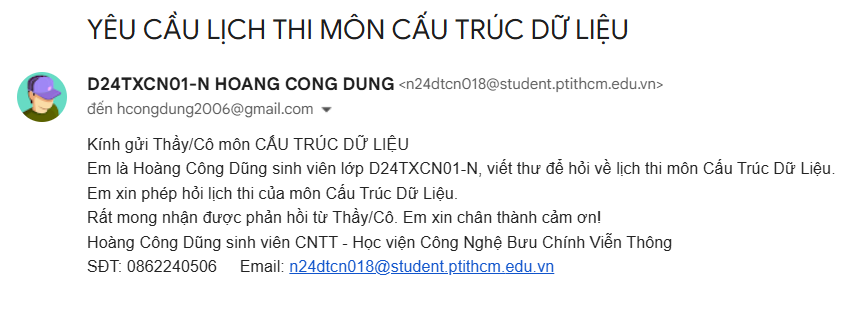 YÊU CẦU LỊCH THI MÔN CẤU TRÚC DỮ LIỆU
D24TXCN01-N HOANG CONG DUNG <n24dtcn018@student.ptithcm.edu.vn>
đến hcongdung2006@gmail.com
Kính gửi Thầy/Cô môn CẤU TRÚC DỮ LIỆU
Em là Hoàng Công Dũng sinh viên lớp D24TXCN01-N, viết thư để hỏi về lịch thi môn Cấu Trúc Dữ Liệu.
Em xin phép hỏi lịch thi của môn Cấu Trúc Dữ Liệu.
Rất mong nhận được phản hồi từ Thầy/Cô. Em xin chân thành cảm ơn!
Hoàng Công Dũng sinh viên CNTT - Học viện Công Nghệ Bưu Chính Viễn Thông
SĐT: 0862240506 Email: n24dtcn018@student.ptithcm.edu.vn